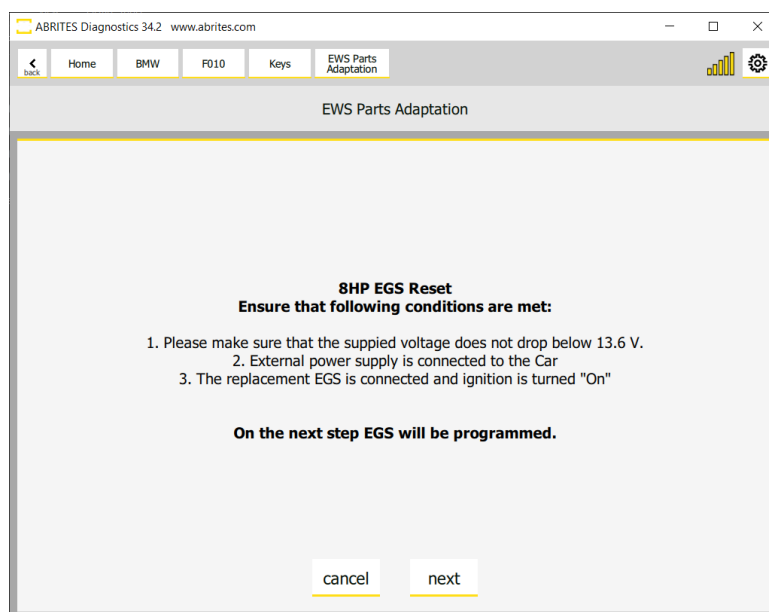 ABRITES Diagnostics 34.2 www.abrites.com
back
Home
BMW
F010
Keys
EWS Parts
Adaptation
EWS Parts Adaptation
8HP EGS Reset
Ensure that following conditions are met:
1. Please make sure that the suppied voltage does not drop below 13.6 V.
2. External power supply is connected to the Car
3. The replacement EGS is connected and ignition is turned "On"
On the next step EGS will be programmed.
cancel
next